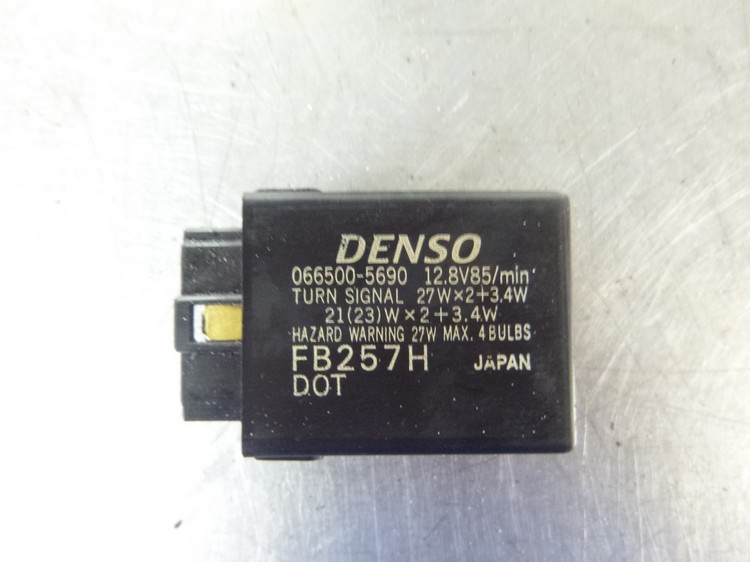 DENSO
066500-5690 12.8V85/min
TURN SIGNAL 27W×2+3.4W
21(23)W×2+3.4W
HAZARD WARNING 27W MAX. 4BULBS
FB257H JAPAN
DOT